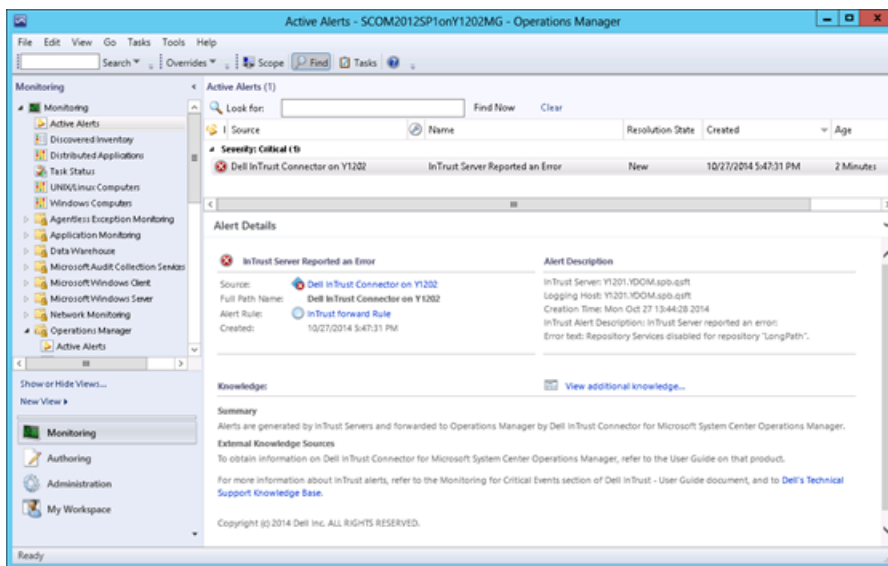 Active Alerts - SCOM2012SP1onY1202MG - Operations Manager
File Edit View Go Tasks Tools Help
Search Overrides Scope Find Tasks
Monitoring
Active Alerts (1)
Monitoring
Look for: Find Now Clear
Active Alerts
I Source Name Resolution State Created Age
Discovered Inventory
Distributed Applications
Severity: Critical (1)
Task Status
Dell InTrust Connector on Y1202 InTrust Server Reported an Error New 10/27/2014 5:47:31 PM 2 Minutes
UNIX/Linux Computers
Windows Computers
Agentless Exception Monitoring
Application Monitoring
Data Warehouse
Microsoft Audit Collection Services
Microsoft Windows Client
Microsoft Windows Server
Network Monitoring
Operations Manager
Active Alerts
Show or Hide Views...
New View
Monitoring
Authoring
Administration
My Workspace
Alert Details
InTrust Server Reported an Error
Source: Dell InTrust Connector on Y1202
Full Path Name: Dell InTrust Connector on Y1202
Alert Rule: InTrust forward Rule
Created: 10/27/2014 5:47:31 PM
Alert Description
InTrust Server: Y1201.YDOM.spb.qsft
Logging Host: Y1201.YDOM.spb.qsft
Creation Time: Mon Oct 27 13:44:28 2014
InTrust Alert Description: InTrust Server reported an error:
Error text: Repository Services disabled for repository "LongPath".
Knowledge:
View additional knowledge...
Summary
Alerts are generated by InTrust Servers and forwarded to Operations Manager by Dell InTrust Connector for Microsoft System Center Operations Manager.
External Knowledge Sources
To obtain information on Dell InTrust Connector for Microsoft System Center Operations Manager, refer to the User Guide on that product.
For more information about InTrust alerts, refer to the Monitoring for Critical Events section of Dell InTrust - User Guide document, and to Dell's Technical
Support Knowledge Base.
Copyright (c) 2014 Dell Inc. ALL RIGHTS RESERVED.
Ready